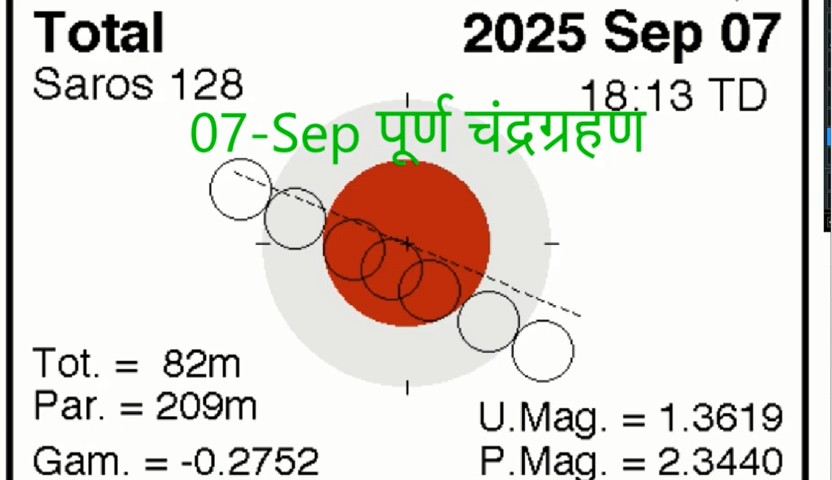 Total 2025 Sep 07
Saros 128 18:13 TD
07-Sep पूर्ण चंद्रग्रहण
Tot. = 82m
Par. = 209m
Gam. = -0.2752
U.Mag. = 1.3619
P.Mag. = 2.3440